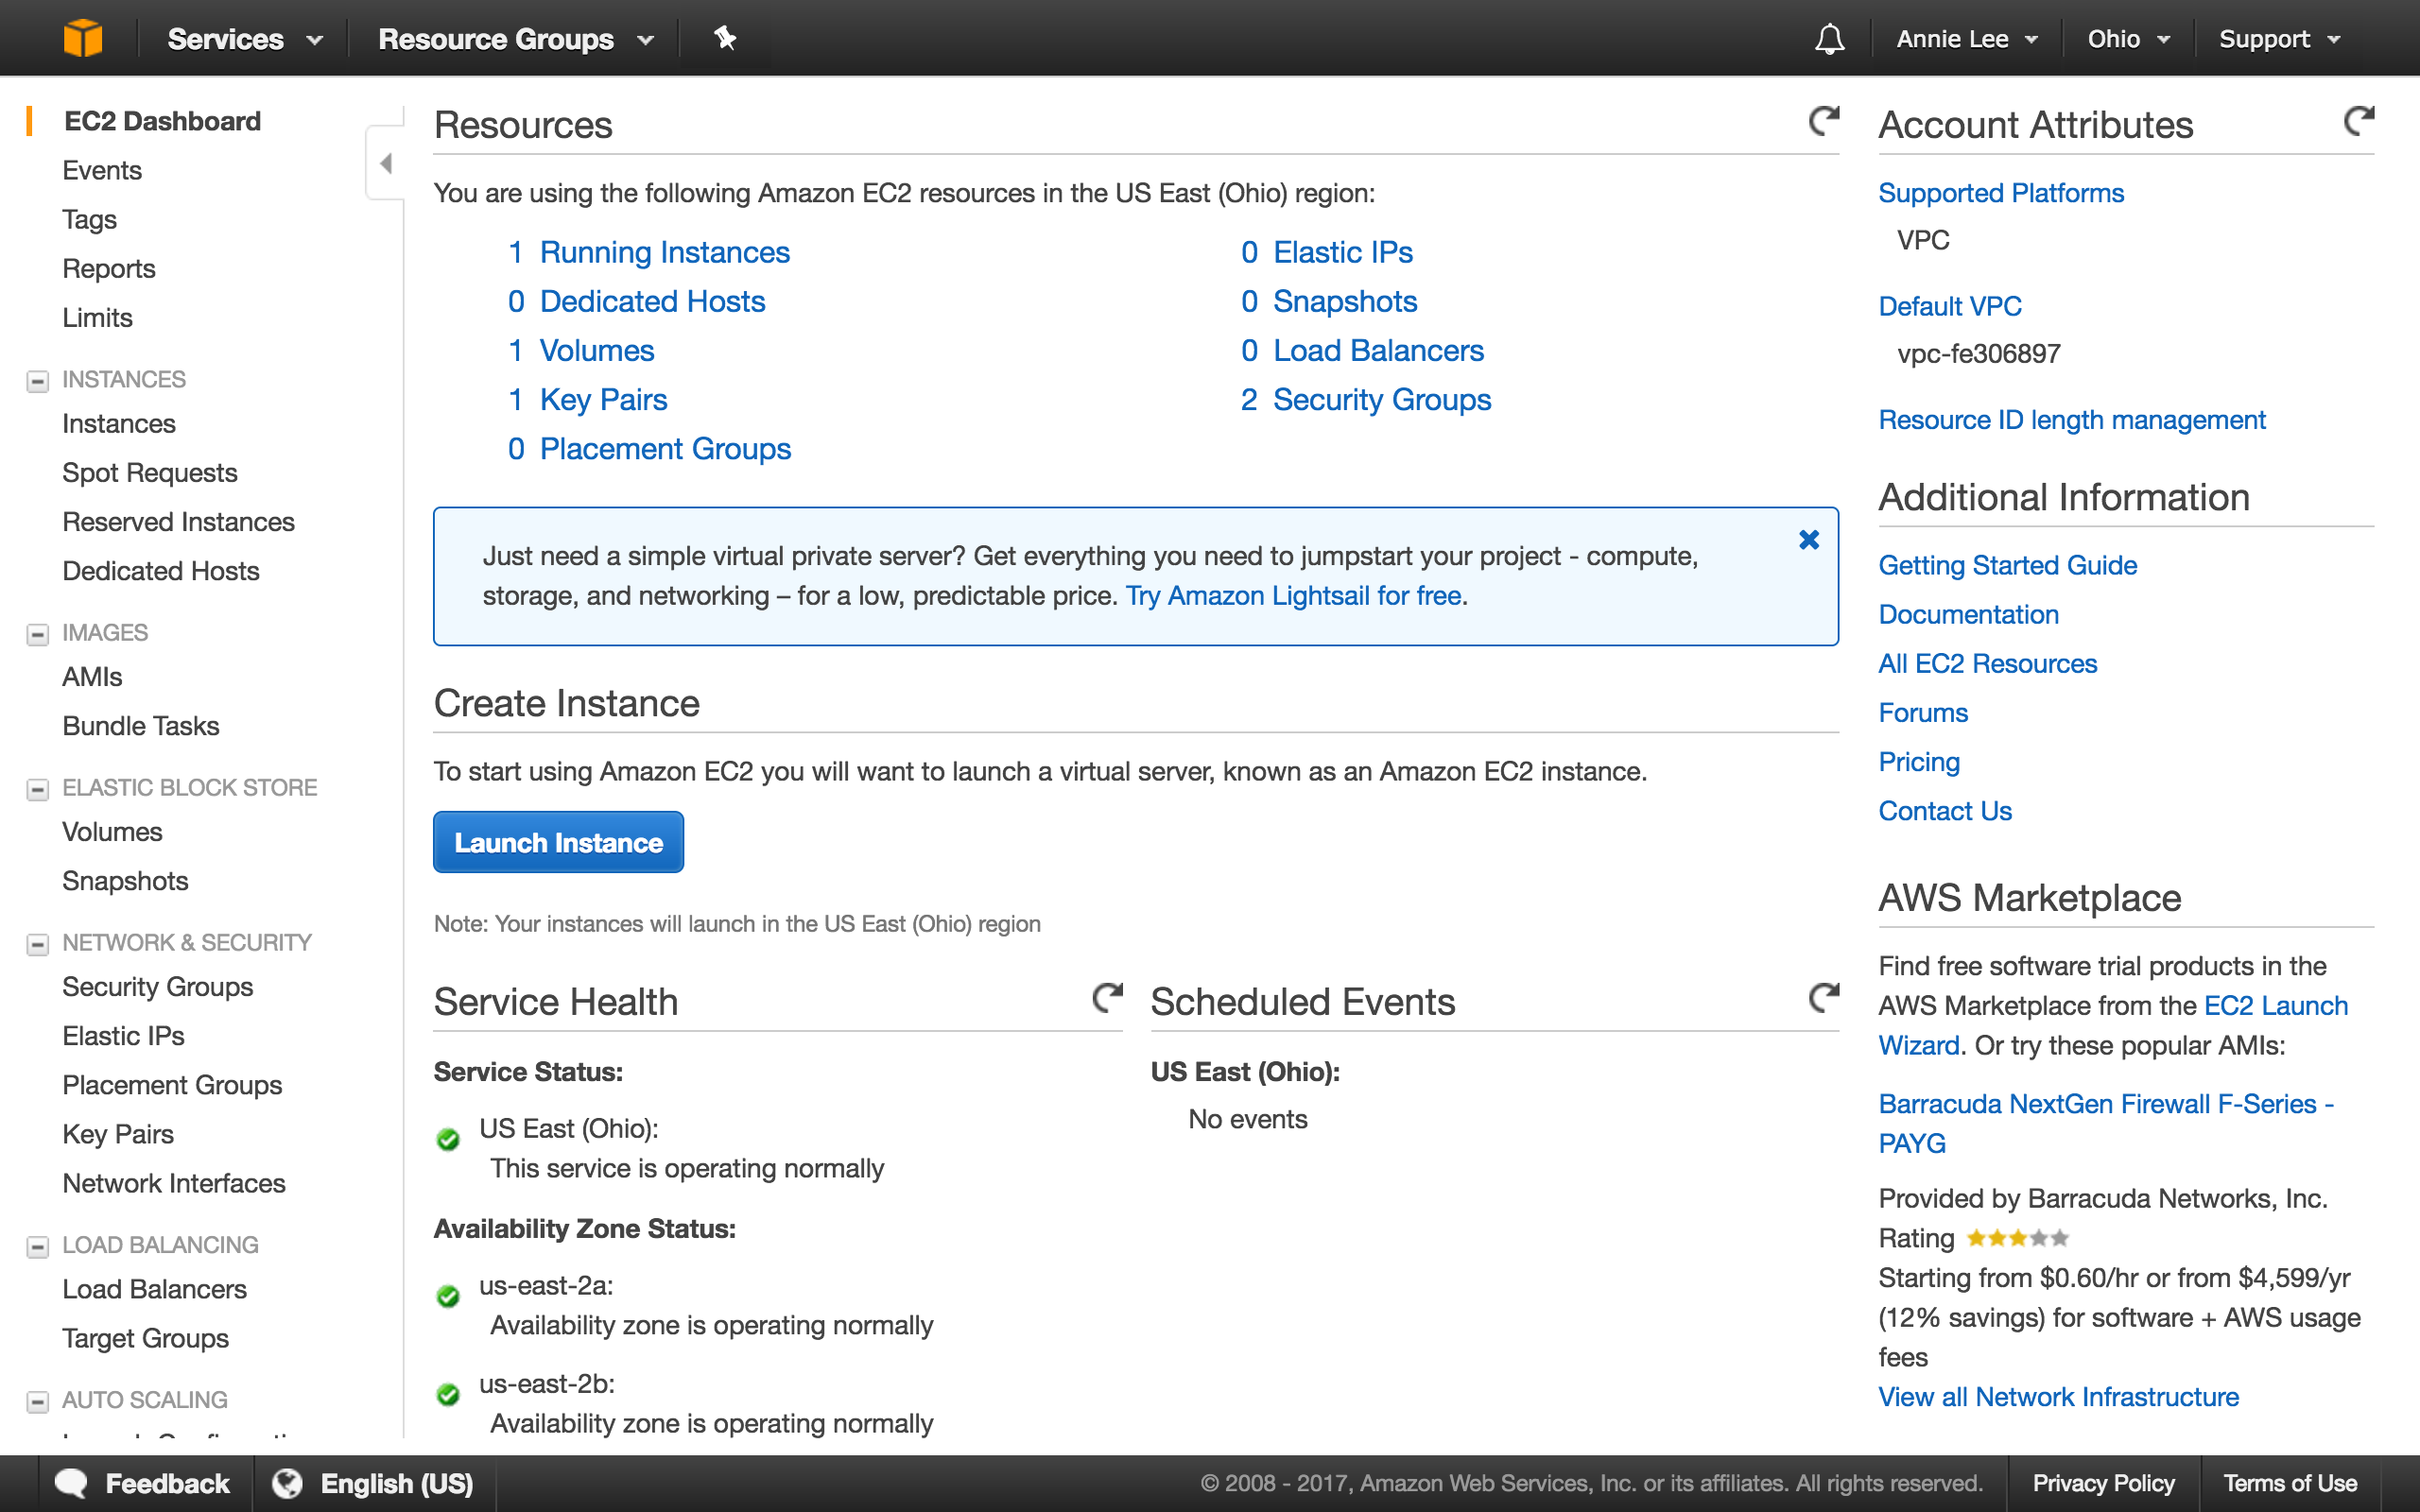 Services
Resource Groups
Annie Lee
Ohio
Support
EC2 Dashboard
Events
Tags
Reports
Limits
INSTANCES
Instances
Spot Requests
Reserved Instances
Dedicated Hosts
IMAGES
AMIs
Bundle Tasks
ELASTIC BLOCK STORE
Volumes
Snapshots
NETWORK & SECURITY
Security Groups
Elastic IPs
Placement Groups
Key Pairs
Network Interfaces
LOAD BALANCING
Load Balancers
Target Groups
AUTO SCALING
Resources
You are using the following Amazon EC2 resources in the US East (Ohio) region:
1 Running Instances
0 Dedicated Hosts
1 Volumes
1 Key Pairs
0 Placement Groups
0 Elastic IPs
0 Snapshots
0 Load Balancers
2 Security Groups
Just need a simple virtual private server? Get everything you need to jumpstart your project - compute,
storage, and networking – for a low, predictable price. Try Amazon Lightsail for free.
Create Instance
To start using Amazon EC2 you will want to launch a virtual server, known as an Amazon EC2 instance.
Launch Instance
Note: Your instances will launch in the US East (Ohio) region
Service Health
Service Status:
US East (Ohio):
This service is operating normally
Availability Zone Status:
us-east-2a:
Availability zone is operating normally
us-east-2b:
Availability zone is operating normally
Scheduled Events
US East (Ohio):
No events
Account Attributes
Supported Platforms
VPC
Default VPC
vpc-fe306897
Resource ID length management
Additional Information
Getting Started Guide
Documentation
All EC2 Resources
Forums
Pricing
Contact Us
AWS Marketplace
Find free software trial products in the
AWS Marketplace from the EC2 Launch
Wizard. Or try these popular AMIs:
Barracuda NextGen Firewall F-Series -
PAYG
Provided by Barracuda Networks, Inc.
Rating
Starting from $0.60/hr or from $4,599/yr
(12% savings) for software + AWS usage
fees
View all Network Infrastructure
Feedback
English (US)
© 2008 - 2017, Amazon Web Services, Inc. or its affiliates. All rights reserved.
Privacy Policy
Terms of Use